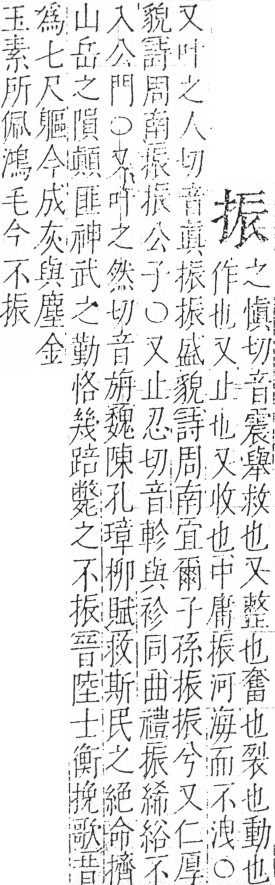 振
之愼切音震舉救也又整也奮也裂也動也
作也又止也又收也中庸振河海而不洩○
又叶之人切音眞振振盛貌詩周南宜爾子孫振振兮又仁厚
貌詩周南振振公子○又止忍切音軫與袗同曲禮振絺綌不
入公門○又叶之然切音旃魏陳孔璋柳賦救斯民之絶命擠
山岳之隕顚匪神武之勤恪幾踣斃之不振晉陸士衡挽歌昔
爲七尺軀今成灰與塵金
玉素所佩鴻毛今不振